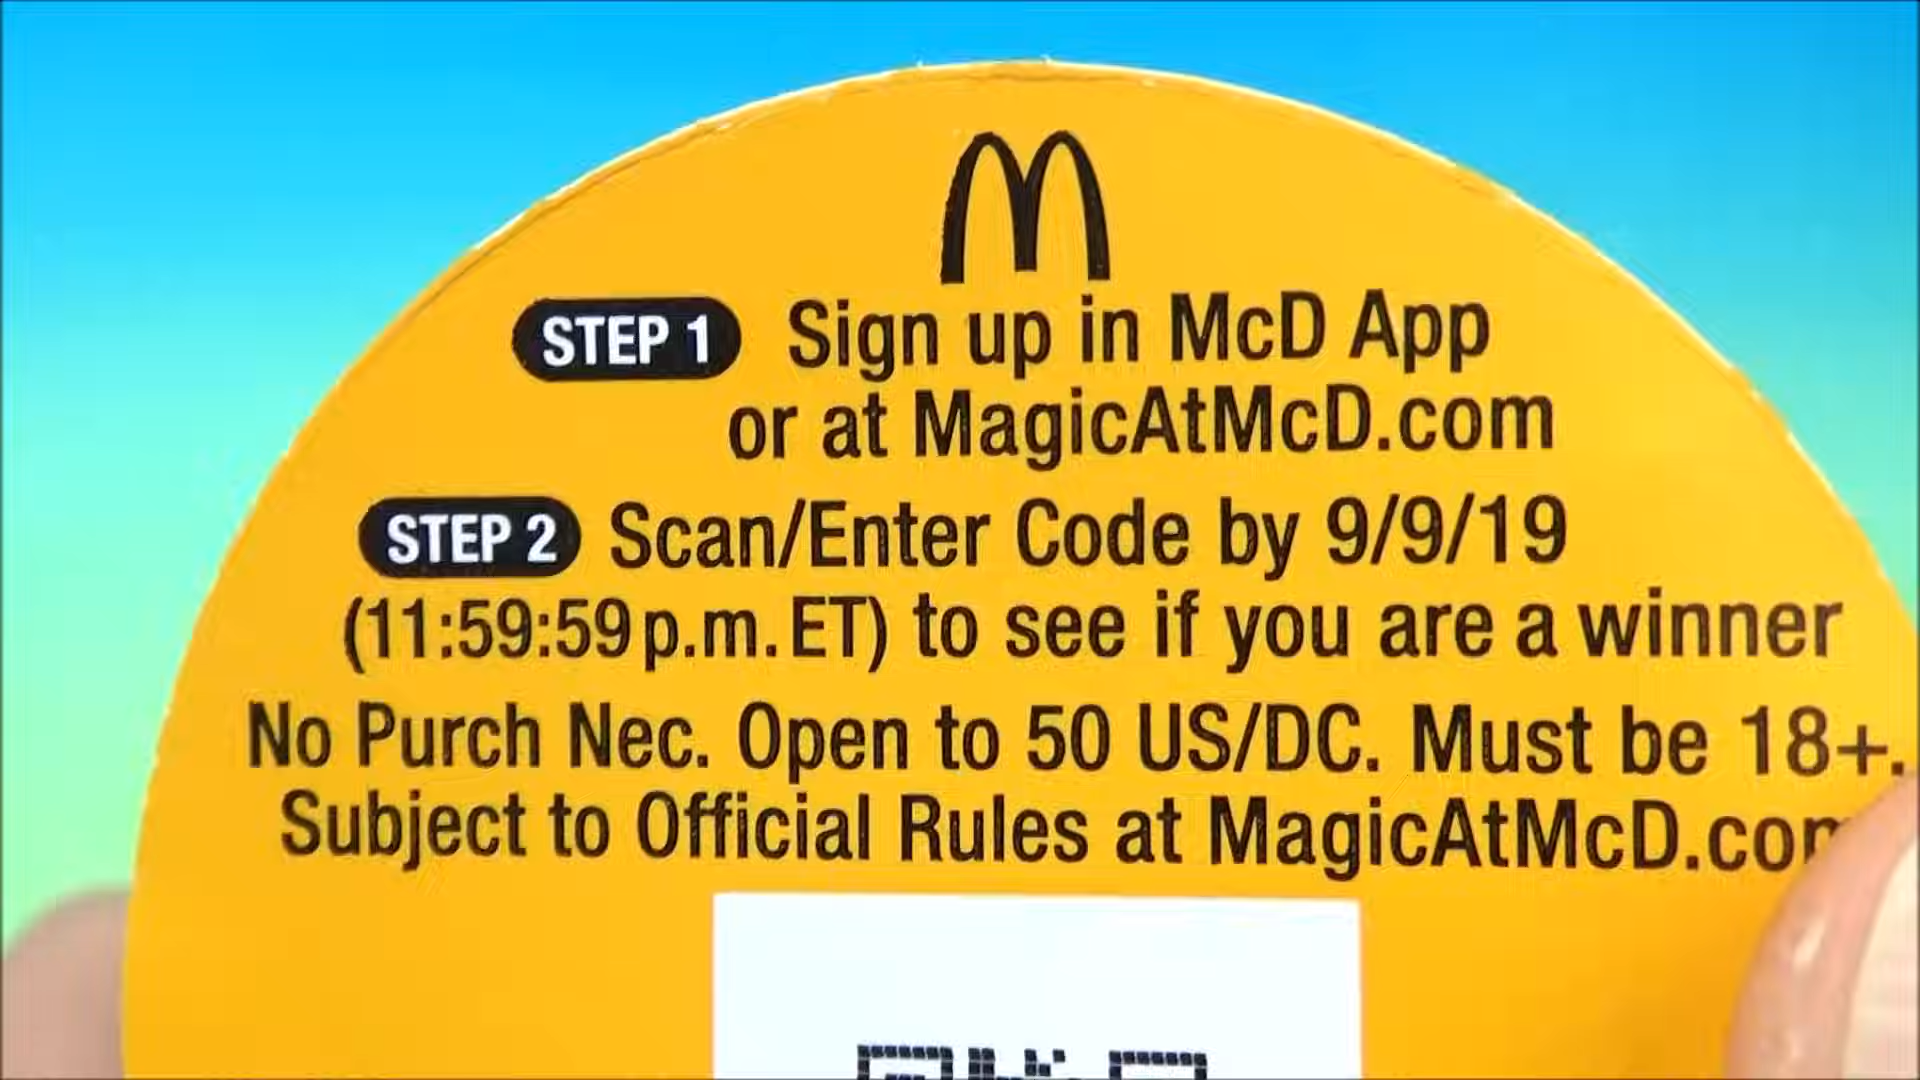 STEP 1 Sign up in McD App
or at MagicAtMcD.com
STEP 2 Scan/Enter Code by 9/9/19
(11:59:59 p.m. ET) to see if you are a winner
No Purch Nec. Open to 50 US/DC. Must be 18+.
Subject to Official Rules at MagicAtMcD.com